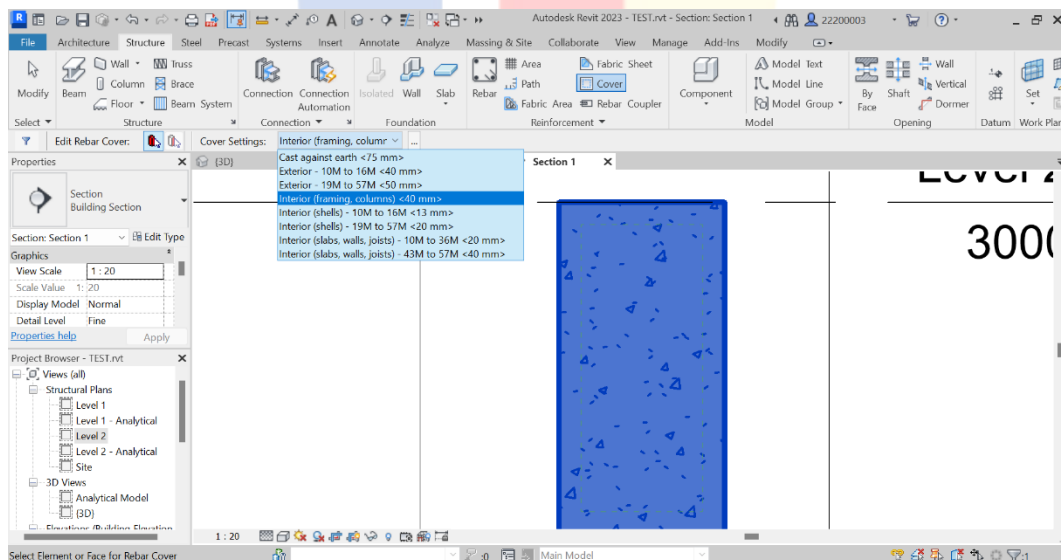 Autodesk Revit 2023 - TEST.rvt - Section: Section 1
22200003
File Architecture Structure Steel Precast Systems Insert Annotate Analyze Massing & Site Collaborate View Manage Add-Ins Modify
Modify
Beam
Wall
Truss
Column
Brace
Floor
Beam System
Connection
Connection Automation
Isolated
Wall
Slab
Rebar
Area
Path
Fabric Area
Fabric Sheet
Cover
Rebar Coupler
Component
Model Text
Model Line
Model Group
By Face
Shaft
Wall
Vertical
Dormer
Set
Select
Structure
Connection
Foundation
Reinforcement
Model
Opening
Datum
Work Plan
Edit Rebar Cover:
Cover Settings:
Interior (framing, column
...
Cast against earth <75 mm>
Exterior - 10M to 16M <40 mm>
Exterior - 19M to 57M <50 mm>
Interior (framing, columns) <40 mm>
Interior (shells) - 10M to 16M <13 mm>
Interior (shells) - 19M to 57M <20 mm>
Interior (slabs, walls, joists) - 10M to 36M <20 mm>
Interior (slabs, walls, joists) - 43M to 57M <40 mm>
Properties
Section
Building Section
Section: Section 1
Edit Type
Graphics
View Scale 1 : 20
Scale Value 1: 20
Display Model Normal
Detail Level Fine
Properties help
Apply
Project Browser - TEST.rvt
Views (all)
Structural Plans
Level 1
Level 1 - Analytical
Level 2
Level 2 - Analytical
Site
3D Views
Analytical Model
{3D}
Elevations (Building Elevation
{3D}
Section 1
Level 2
3000
1 : 20
Select Element or Face for Rebar Cover
:0
Main Model
:1